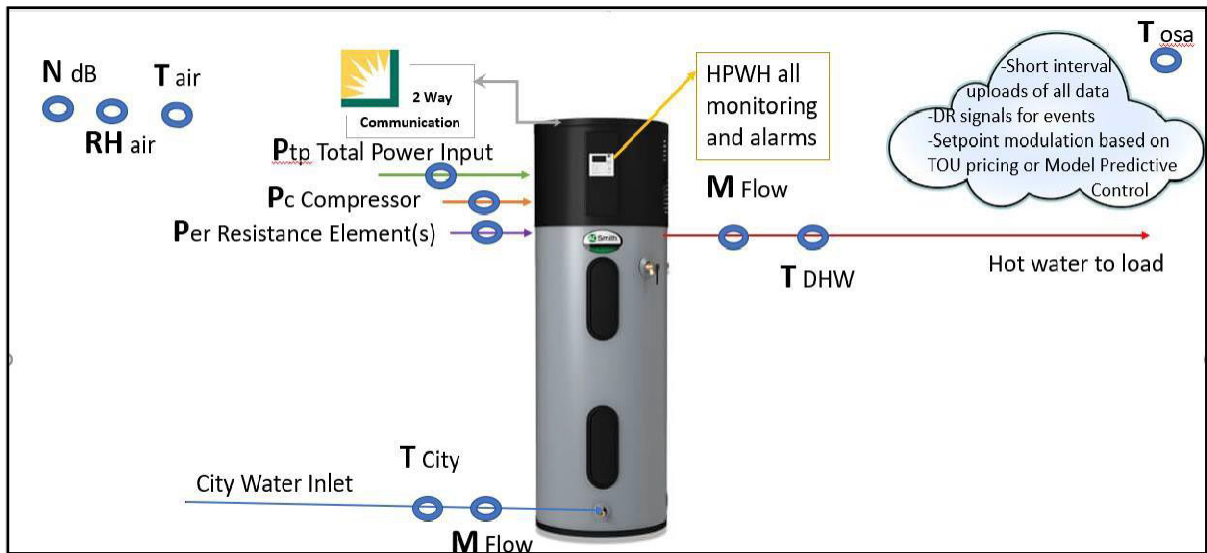 N dB
T air
RH air
2 Way
Communication
HPWH all
monitoring
and alarms
T osa
-Short interval
uploads of all data
-DR signals for events
-Setpoint modulation based on
TOU pricing or Model Predictive
Control
Ptp Total Power Input
Pc Compressor
Per Resistance Element(s)
M Flow
Smith
T DHW
Hot water to load
T City
City Water Inlet
M Flow